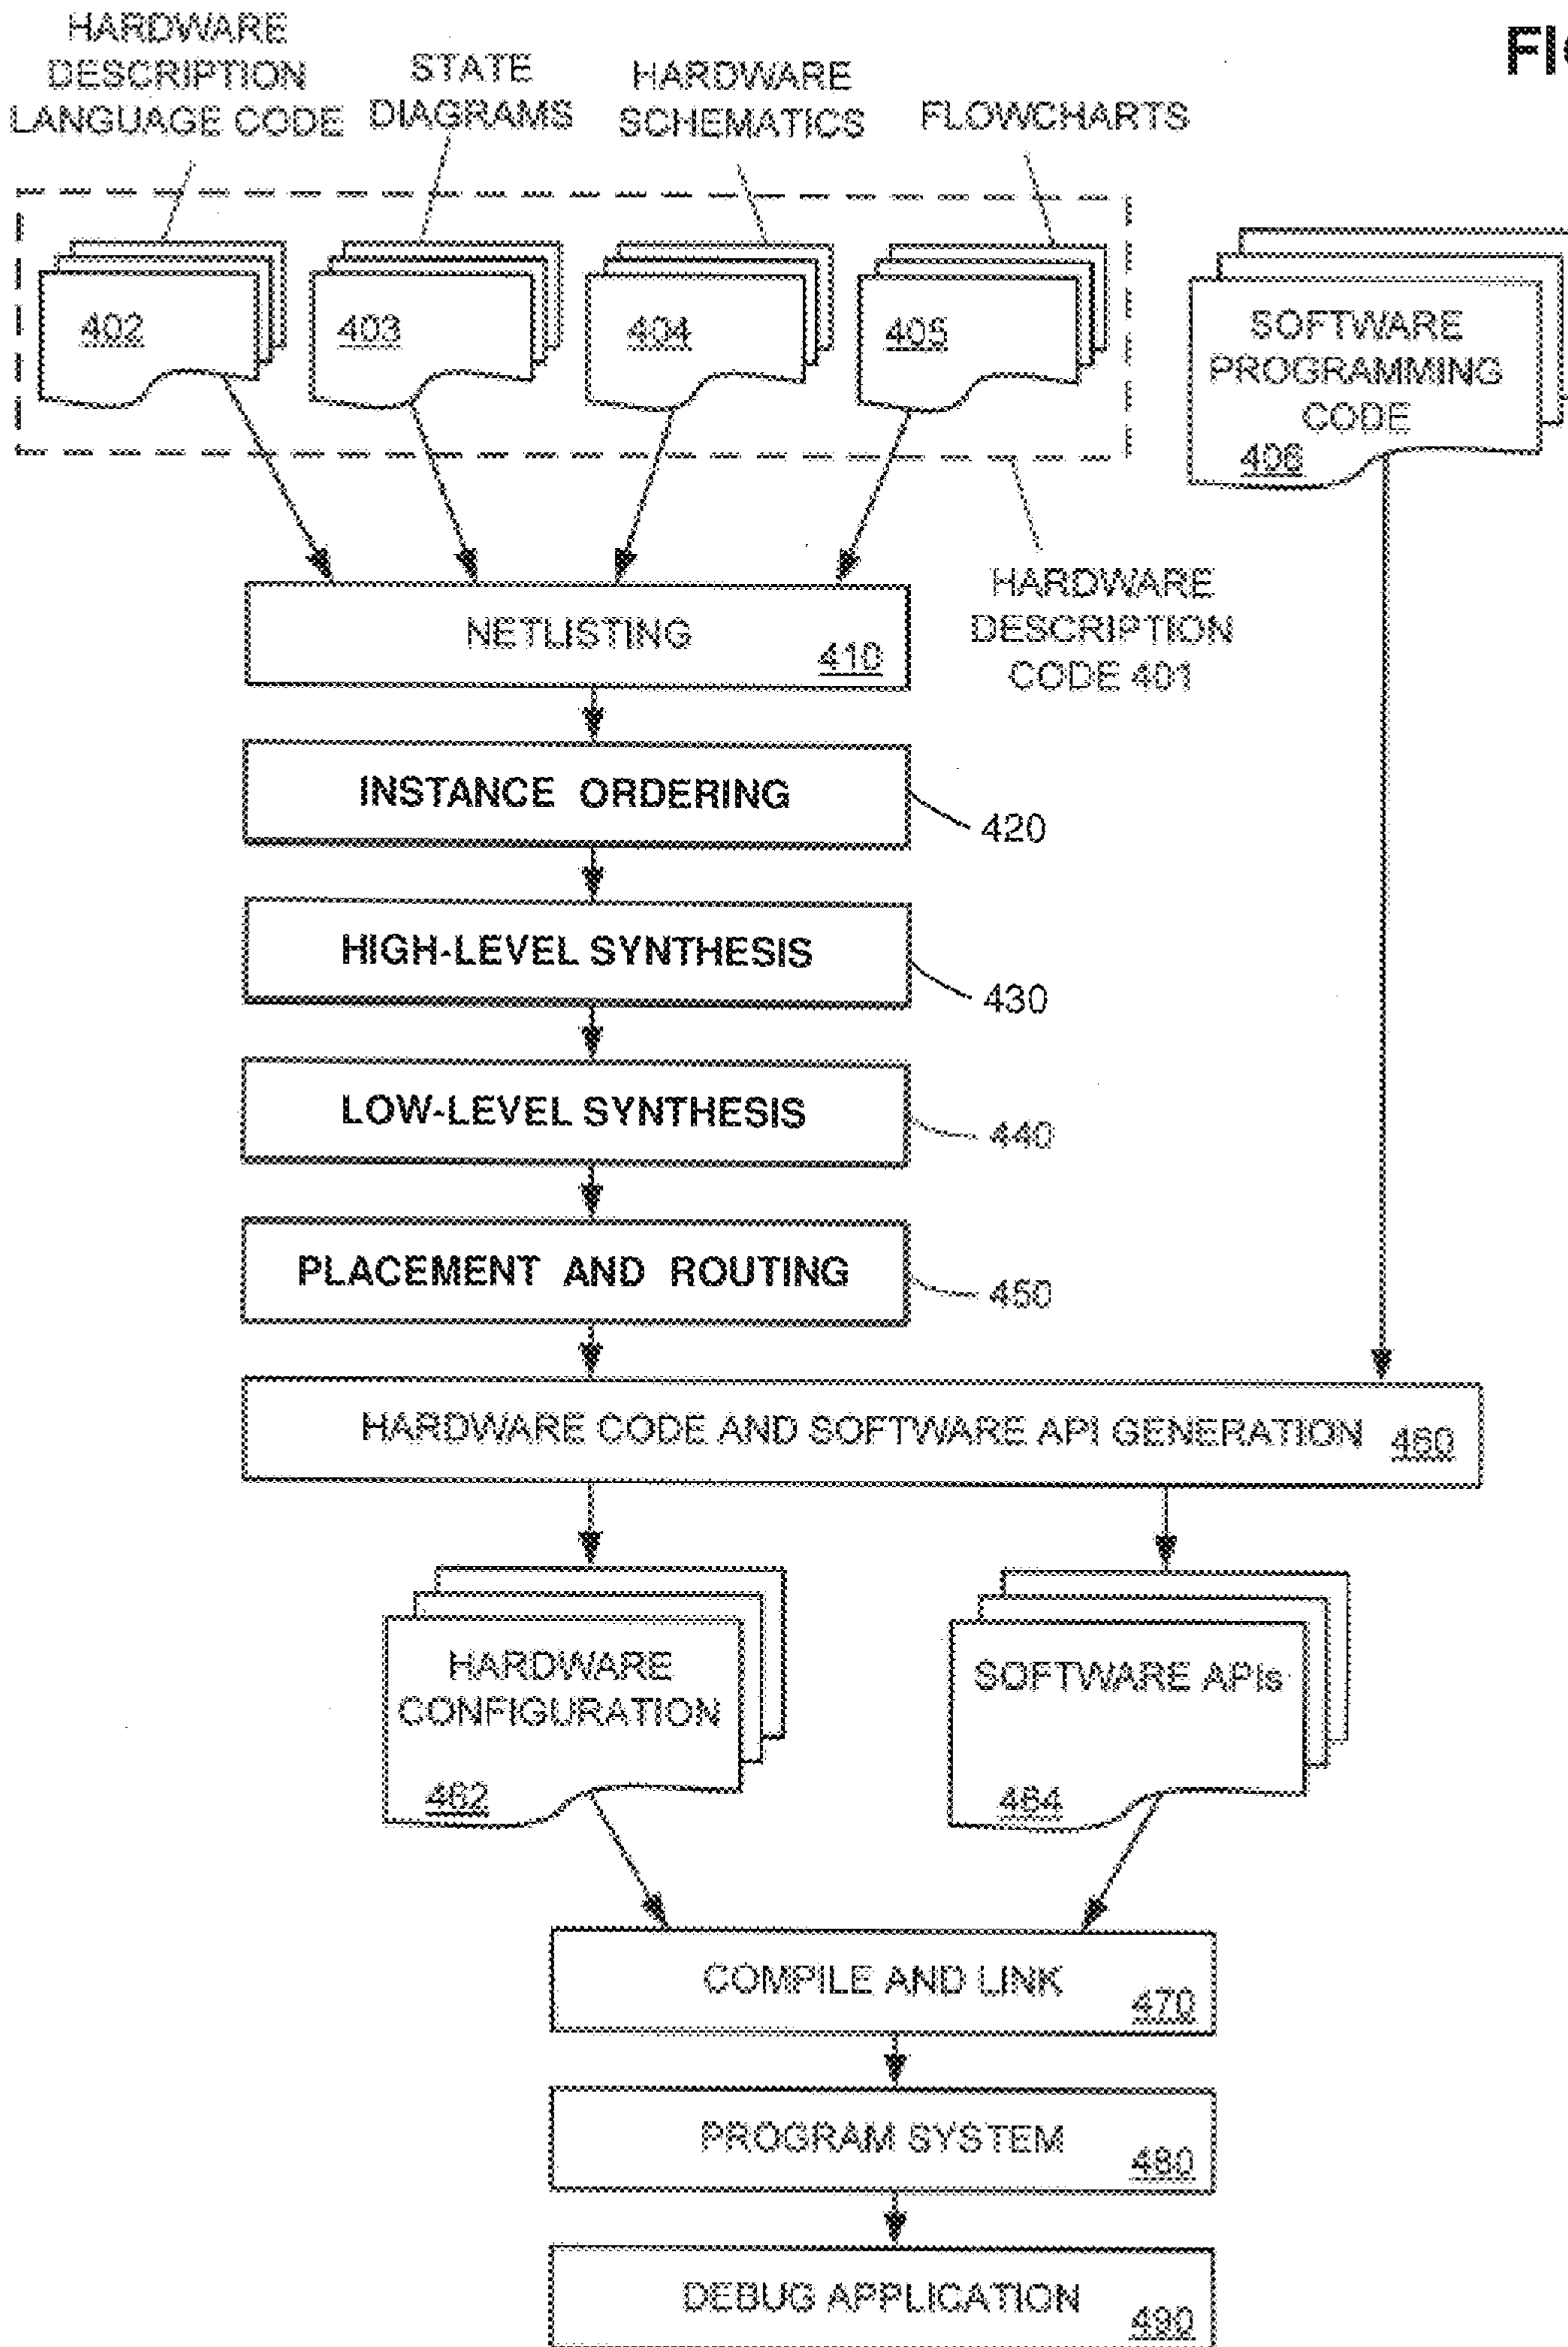 HARDWARE
DESCRIPTION
LANGUAGE CODE
STATE
DIAGRAMS
HARDWARE
SCHEMATICS
FLOWCHARTS
402
403
404
405
SOFTWARE
PROGRAMMING
CODE
406
HARDWARE
DESCRIPTION
CODE 401
NETLISTING
410
INSTANCE ORDERING
420
HIGH-LEVEL SYNTHESIS
430
LOW-LEVEL SYNTHESIS
440
PLACEMENT AND ROUTING
450
HARDWARE CODE AND SOFTWARE API GENERATION 460
HARDWARE
CONFIGURATION
462
SOFTWARE APIs
464
COMPILE AND LINK
470
PROGRAM SYSTEM
480
DEBUG APPLICATION
490